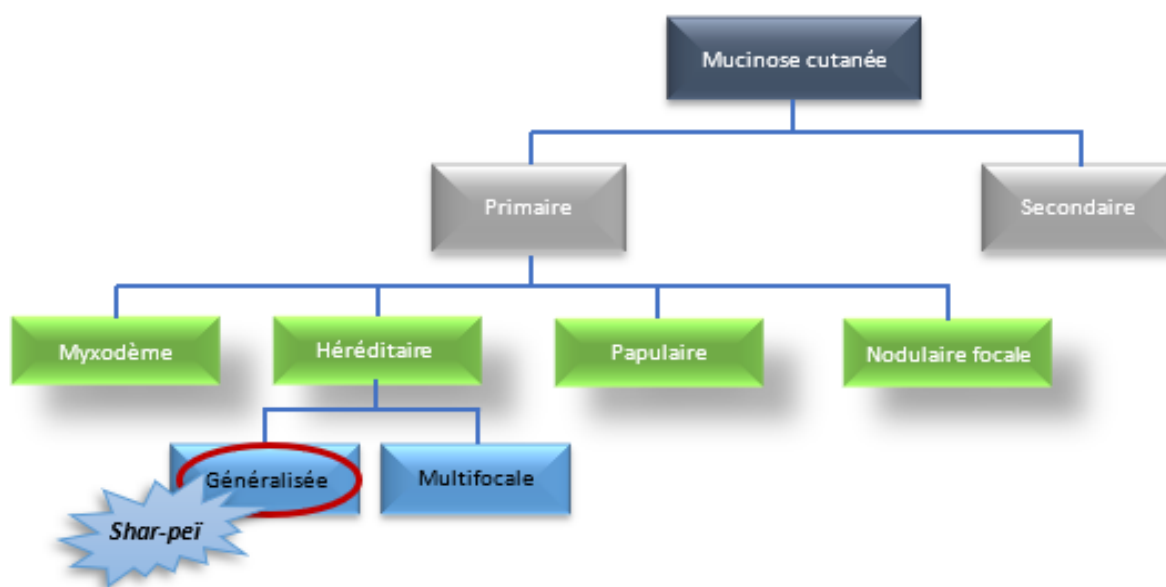 Mucinose cutanée
Primaire
Secondaire
Myxodème
Héréditaire
Papulaire
Nodulaire focale
Généralisée
Multifocale
Shar-peï